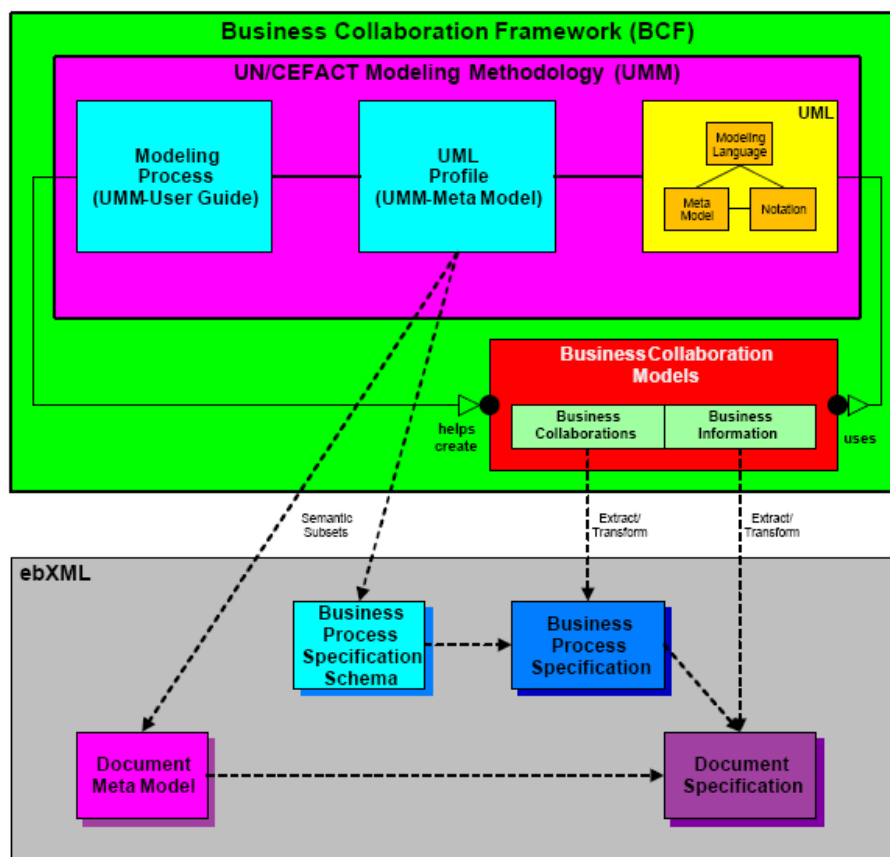 Business Collaboration Framework (BCF)
UN/CEFACT Modeling Methodology (UMM)
Modeling
Process
(UMM-User Guide)
UML
Profile
(UMM-Meta Model)
UML
Modeling
Language
Meta
Model
Notation
Business Collaboration
Models
Business
Collaborations
Business
Information
helps
create
uses
Semantic
Subsets
Extract/
Transform
Extract/
Transform
ebXML
Business
Process
Specification
Schema
Business
Process
Specification
Document
Meta Model
Document
Specification